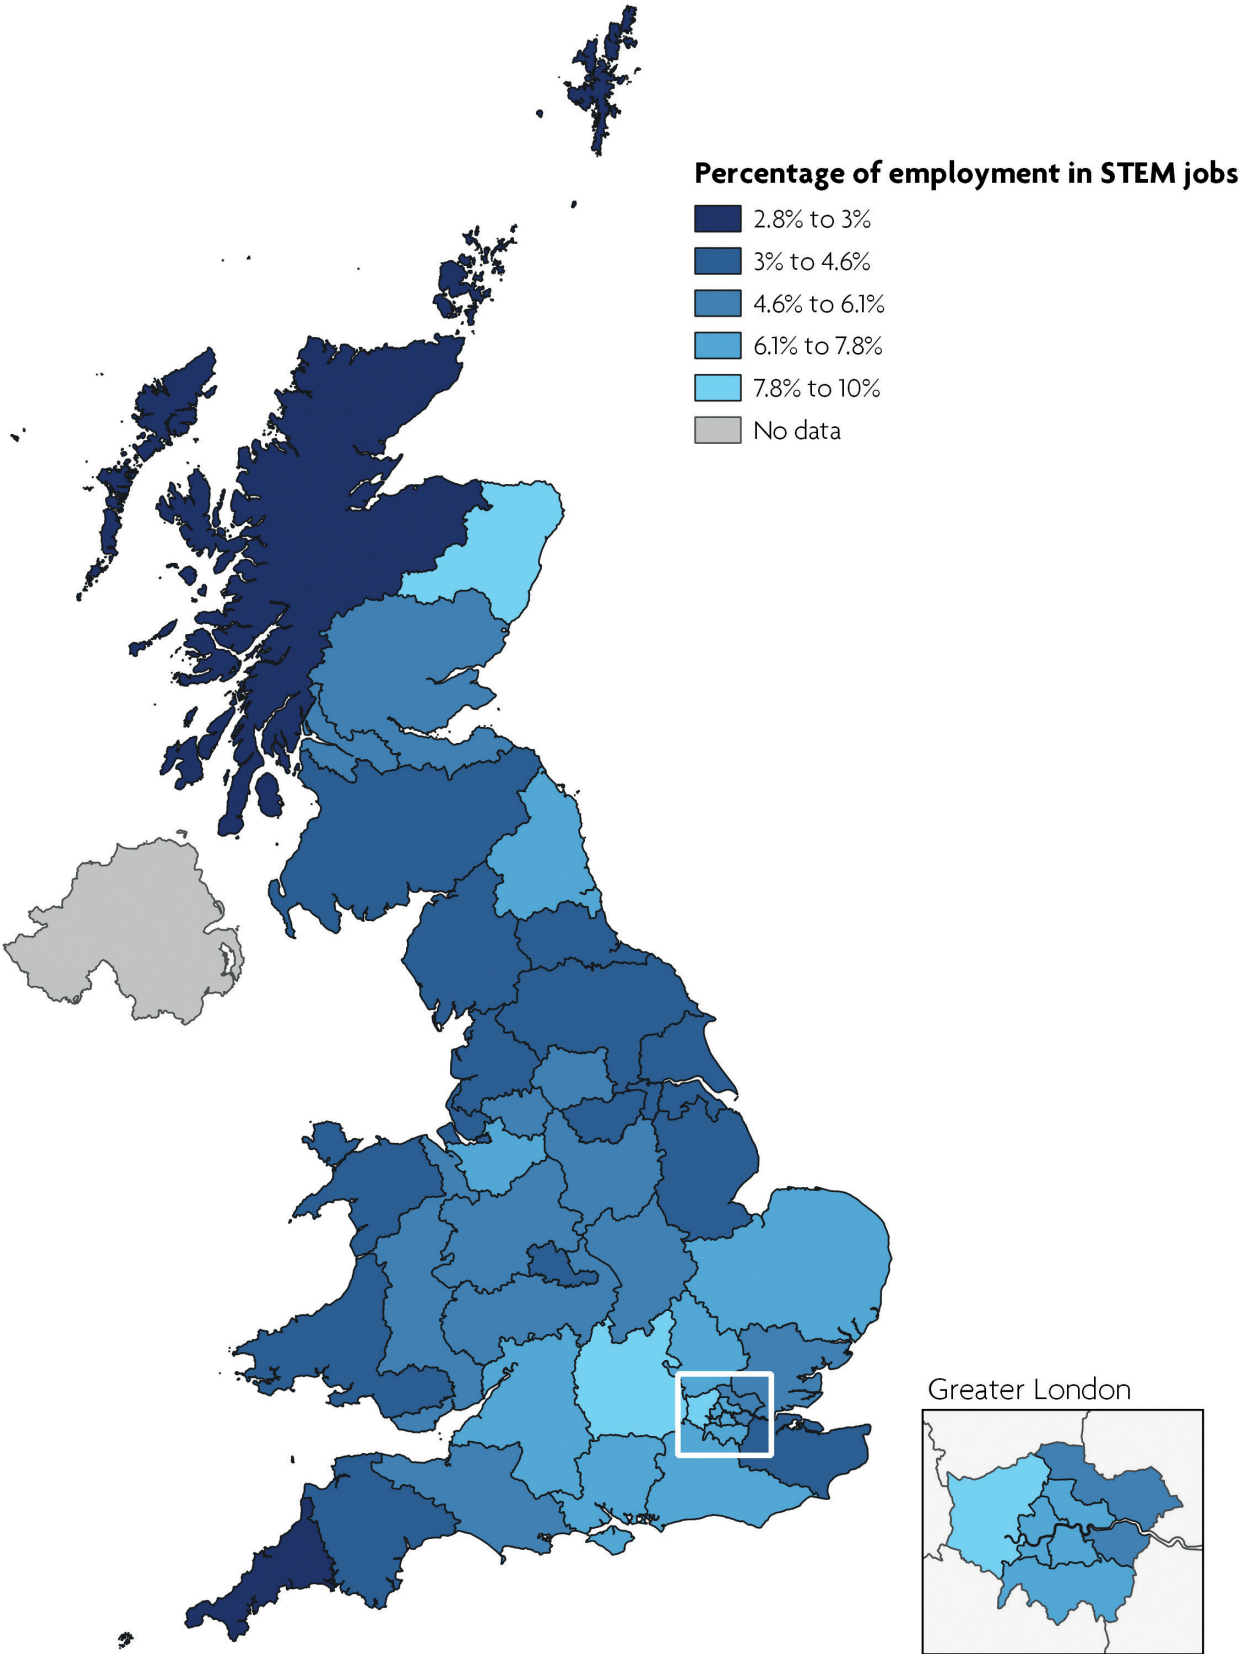 Percentage of employment in STEM jobs
2.8% to 3%
3% to 4.6%
4.6% to 6.1%
6.1% to 7.8%
7.8% to 10%
No data
Greater London